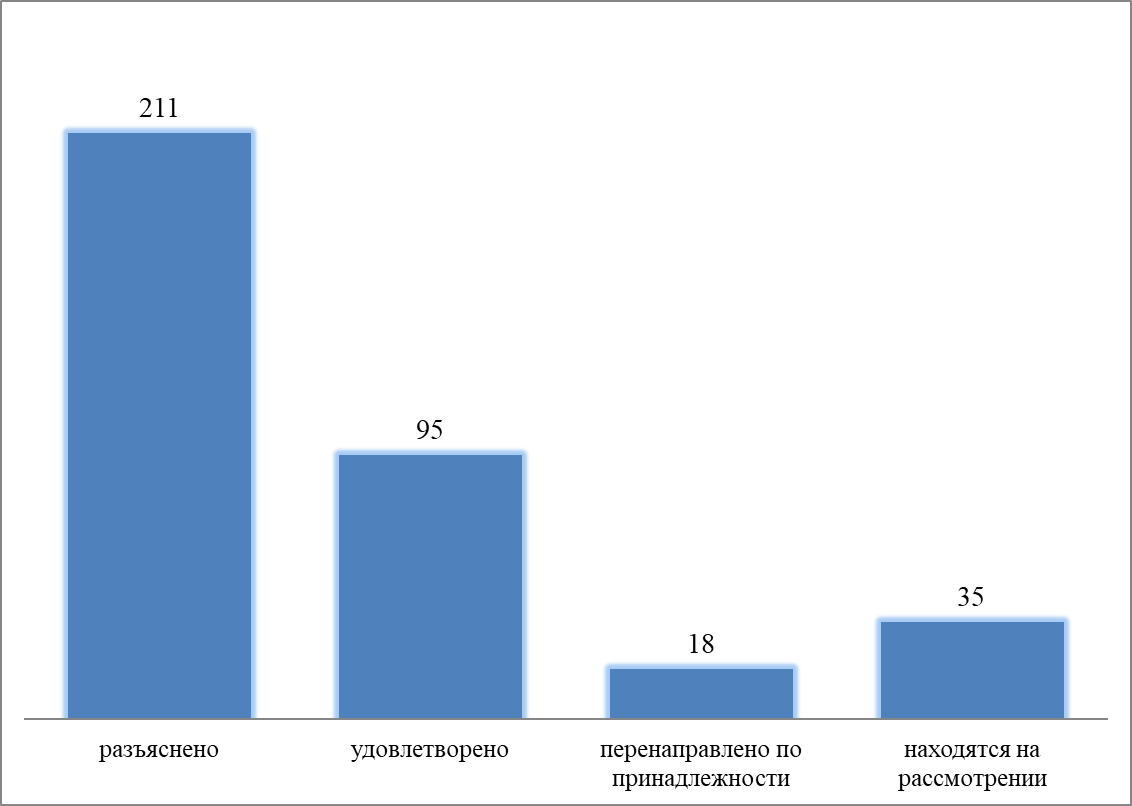 211
95
18
35
разъяснено
удовлетворено
перенаправлено по
принадлежности
находятся на
рассмотрении